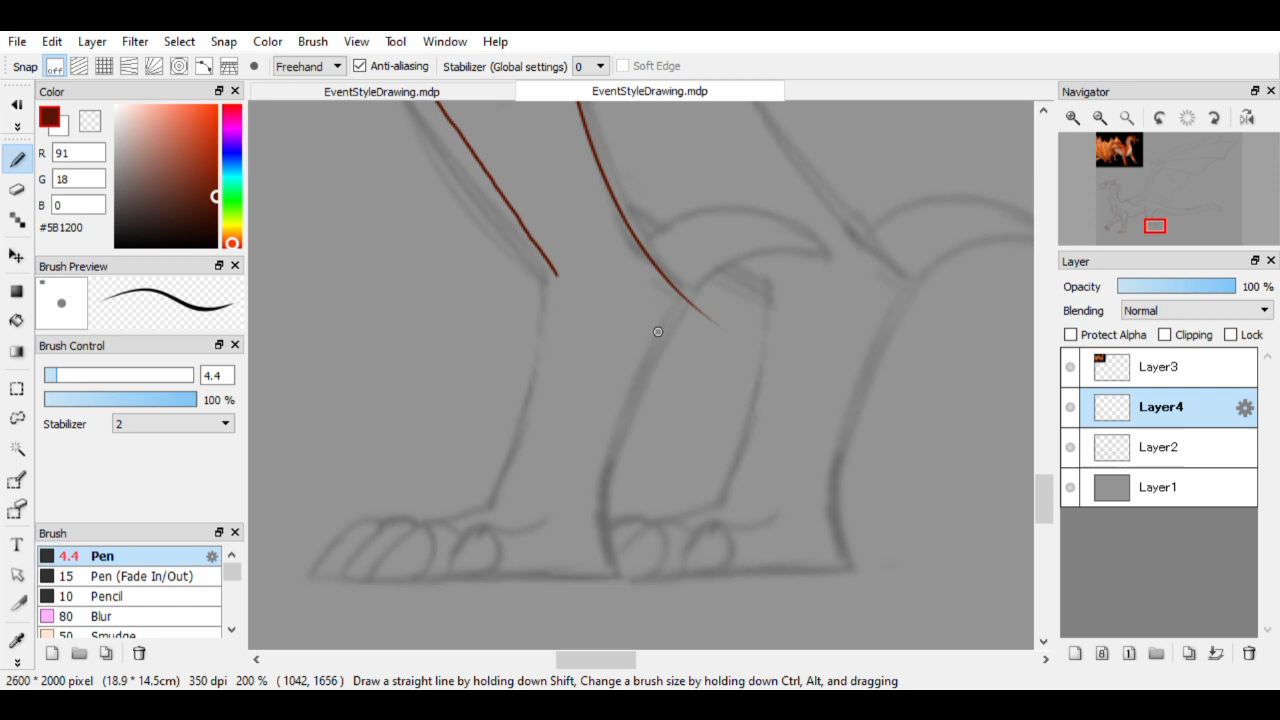 File Edit Layer Filter Select Snap Color Brush View Tool Window Help
Snap off Freehand Anti-aliasing Stabilizer (Global settings) 0 Soft Edge
Color
EventStyleDrawing.mdp EventStyleDrawing.mdp
Navigator
R 91
G 18
B 0
#5B1200
Brush Preview
*
Brush Control
4.4
100 %
Stabilizer 2
Brush
4.4 Pen
15 Pen (Fade In/Out)
10 Pencil
80 Blur
50 Smudge
Layer
Opacity 100 %
Blending Normal
Protect Alpha Clipping Lock
Layer3
Layer4
Layer2
Layer1
8 1
T
2600 * 2000 pixel (18.9 * 14.5cm) 350 dpi 200 % ( 1042, 1656 ) Draw a straight line by holding down Shift, Change a brush size by holding down Ctrl, Alt, and dragging